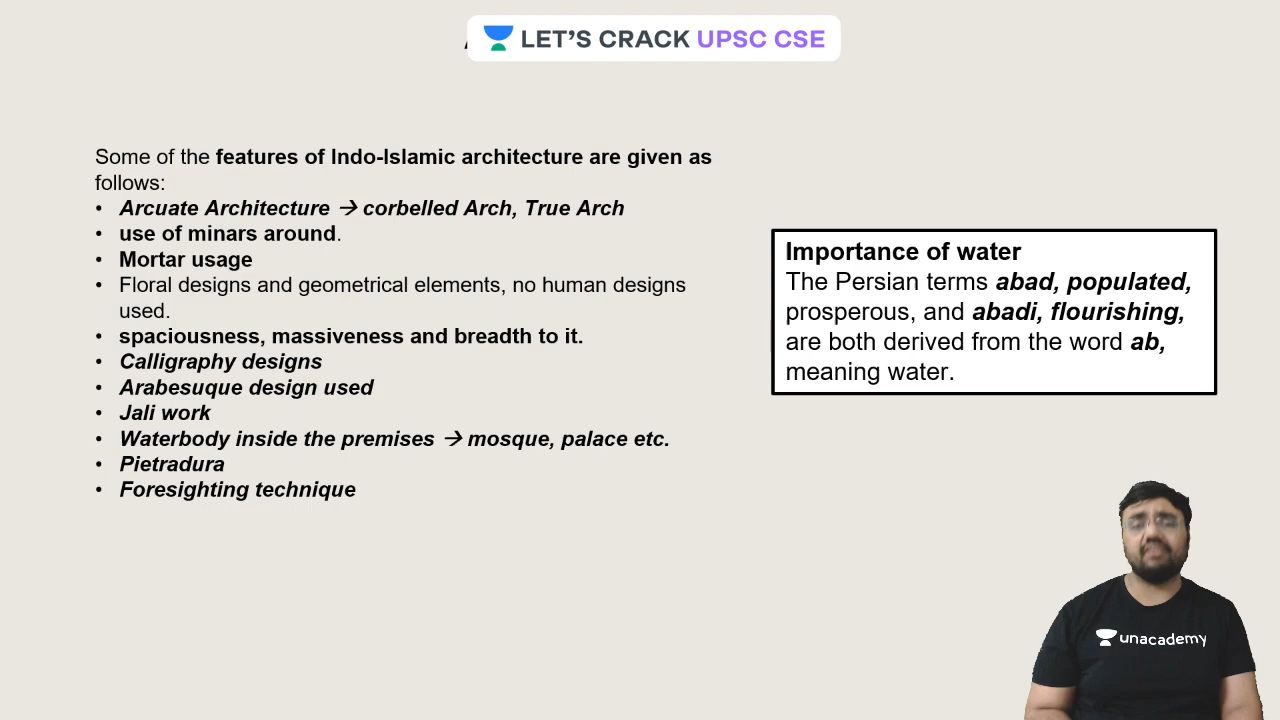 LET'S CRACK UPSC CSE
Some of the features of Indo-Islamic architecture are given as
follows:
• Arcuate Architecture → corbelled Arch, True Arch
• use of minars around.
• Mortar usage
• Floral designs and geometrical elements, no human designs
used.
• spaciousness, massiveness and breadth to it.
• Calligraphy designs
• Arabesuque design used
• Jali work
• Waterbody inside the premises → mosque, palace etc.
• Pietradura
• Foresighting technique
Importance of water
The Persian terms abad, populated,
prosperous, and abadi, flourishing,
are both derived from the word ab,
meaning water.
unacademy